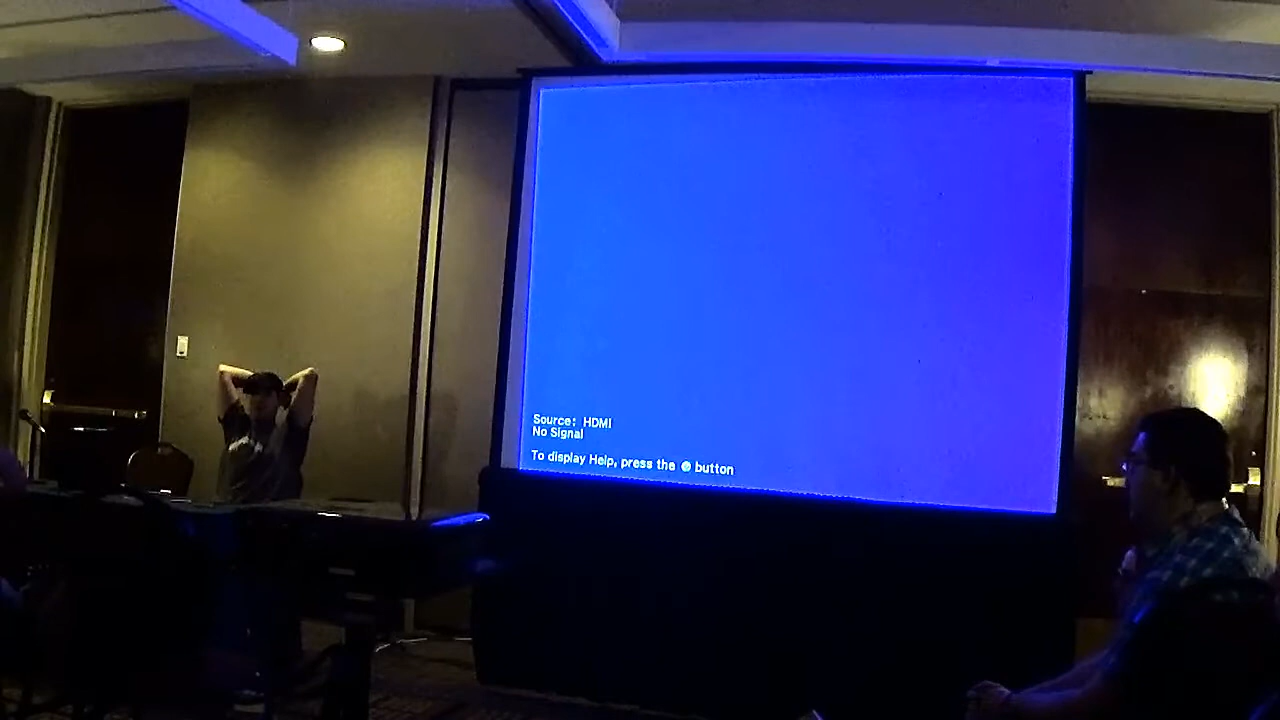 Source: HDMI
No Signal
To display Help, press the button